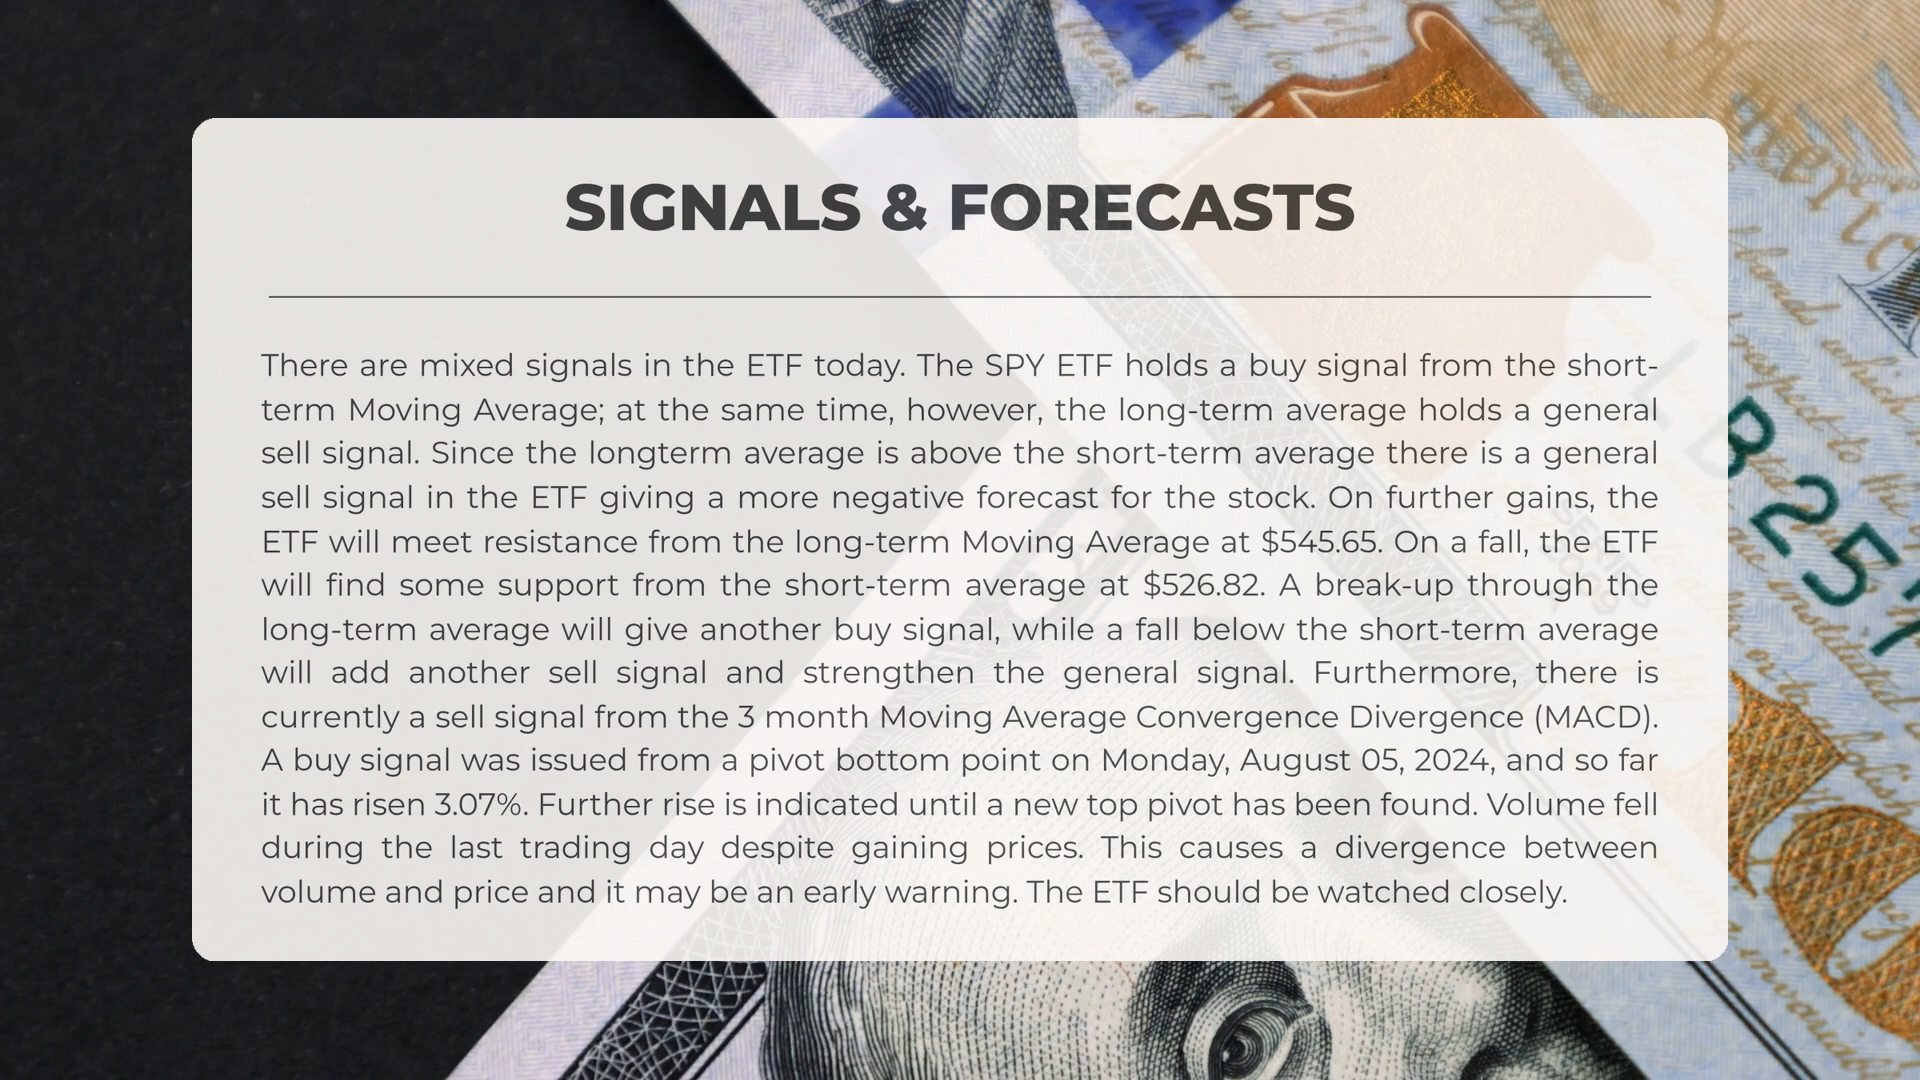 SIGNALS & FORECASTS
There are mixed signals in the ETF today. The SPY ETF holds a buy signal from the short-
term Moving Average; at the same time, however, the long-term average holds a general
sell signal. Since the longterm average is above the short-term average there is a general
sell signal in the ETF giving a more negative forecast for the stock. On further gains, the
ETF will meet resistance from the long-term Moving Average at $545.65. On a fall, the ETF
will find some support from the short-term average at $526.82. A break-up through the
long-term average will give another buy signal, while a fall below the short-term average
will add another sell signal and strengthen the general signal. Furthermore, there is
currently a sell signal from the 3 month Moving Average Convergence Divergence (MACD).
A buy signal was issued from a pivot bottom point on Monday, August 05, 2024, and so far
it has risen 3.07%. Further rise is indicated until a new top pivot has been found. Volume fell
during the last trading day despite gaining prices. This causes a divergence between
volume and price and it may be an early warning. The ETF should be watched closely.